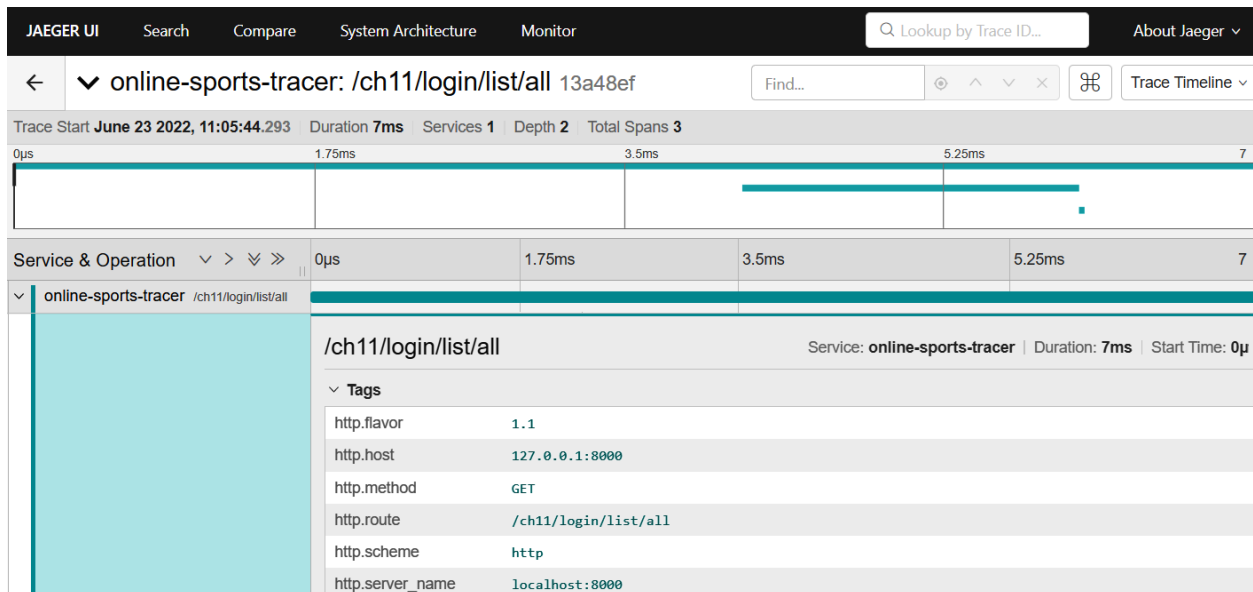 JAEGER UI Search Compare System Architecture Monitor Lookup by Trace ID... About Jaeger
online-sports-tracer: /ch11/login/list/all 13a48ef Find... Trace Timeline
Trace Start June 23 2022, 11:05:44.293 Duration 7ms Services 1 Depth 2 Total Spans 3
0μs 1.75ms 3.5ms 5.25ms 7
Service & Operation 0μs 1.75ms 3.5ms 5.25ms 7
online-sports-tracer /ch11/login/list/all
/ch11/login/list/all Service: online-sports-tracer Duration: 7ms Start Time: 0μ
Tags
http.flavor 1.1
http.host 127.0.0.1:8000
http.method GET
http.route /ch11/login/list/all
http.scheme http
http.server_name localhost:8000